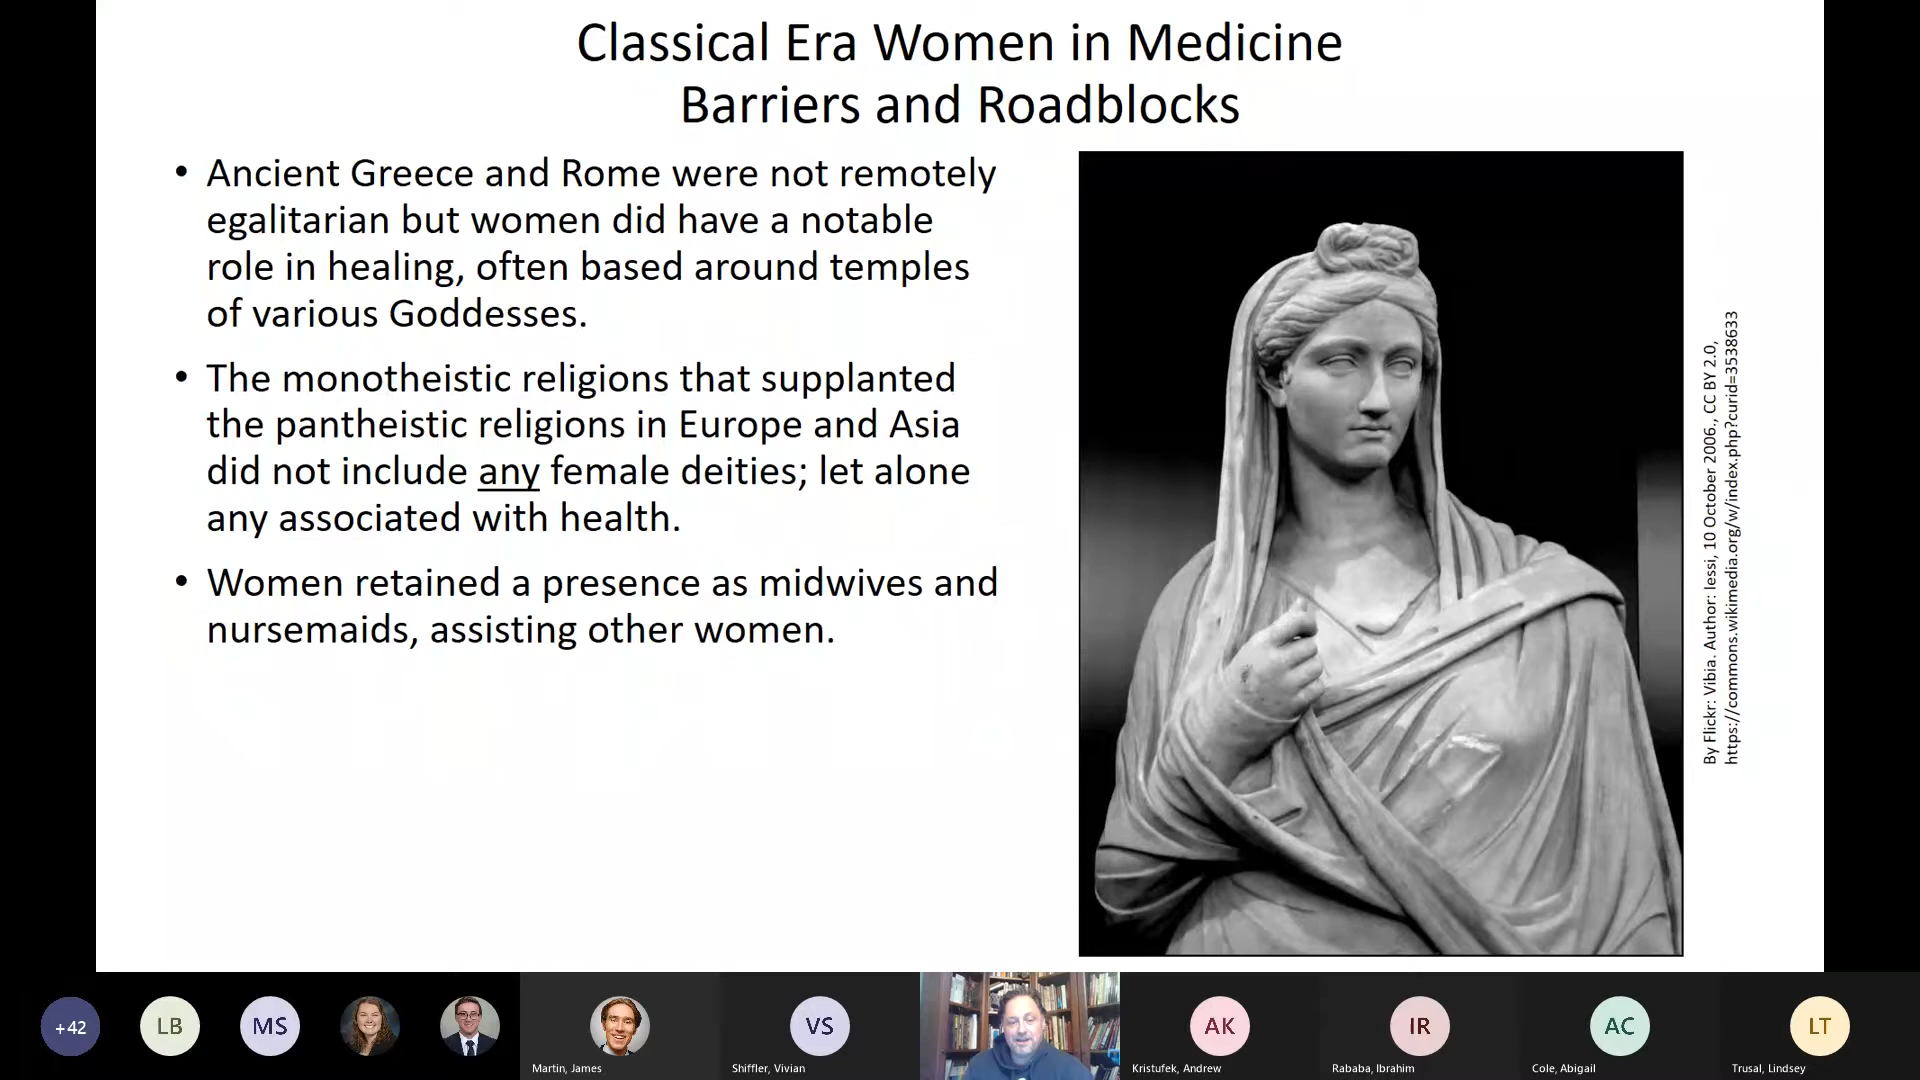 Classical Era Women in Medicine
Barriers and Roadblocks
• Ancient Greece and Rome were not remotely
egalitarian but women did have a notable
role in healing, often based around temples
of various Goddesses.
• The monotheistic religions that supplanted
the pantheistic religions in Europe and Asia
did not include any female deities; let alone
any associated with health.
• Women retained a presence as midwives and
nursemaids, assisting other women.
By Flickr: Vibia. Author: Iessi, 10 October 2006., CC BY 2.0,
https://commons.wikimedia.org/w/index.php?curid=3538633
+42
LB
MS
Martin, James
VS
Shiffler, Vivian
AK
Kristufek, Andrew
IR
Rababa, Ibrahim
AC
Cole, Abigail
LT
Trusal, Lindsey